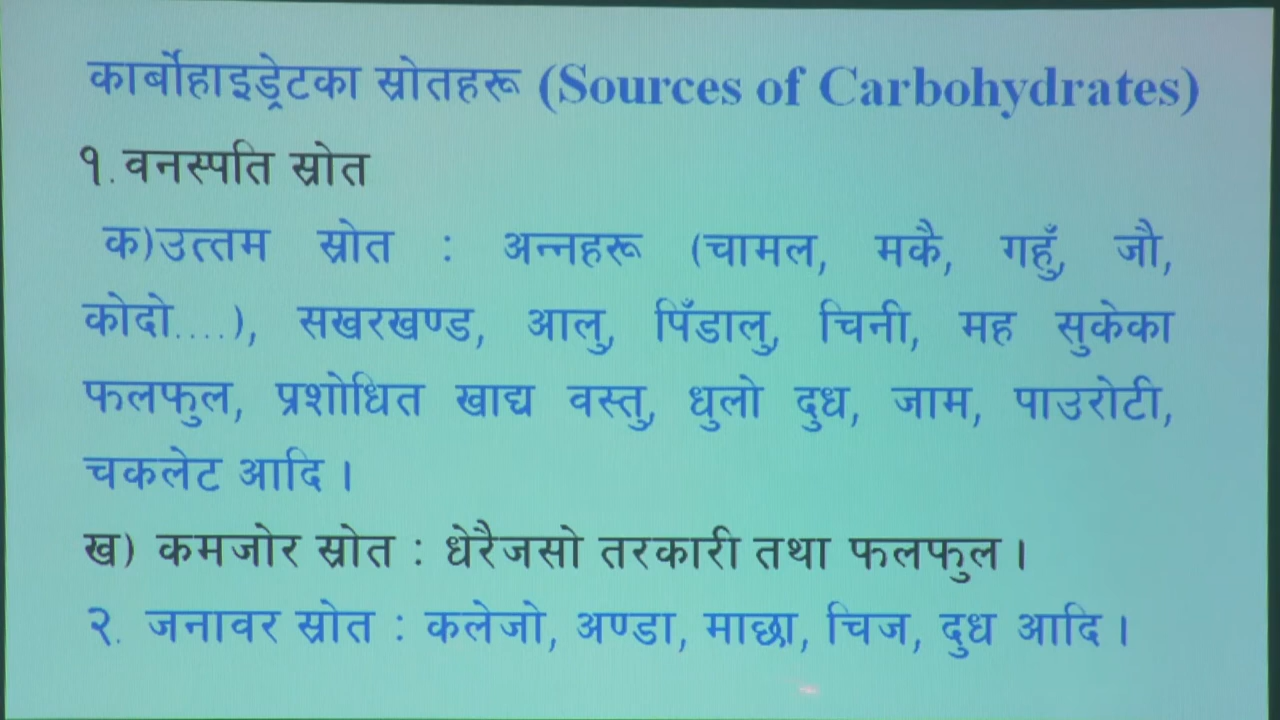 कार्बोहाइड्रेटका स्रोतहरू (Sources of Carbohydrates)
१. वनस्पति स्रोत
क)उत्तम स्रोत : अन्नहरू (चामल, मकै, गहुँ, जौ,
कोदो....), सखरखण्ड, आलु, पिँडालु, चिनी, मह सुकेका
फलफुल, प्रशोधित खाद्य वस्तु, धुलो दुध, जाम, पाउरोटी,
चकलेट आदि ।
ख) कमजोर स्रोत : धेरैजसो तरकारी तथा फलफुल ।
२. जनावर स्रोत : कलेजो, अण्डा, माछा, चिज, दुध आदि ।